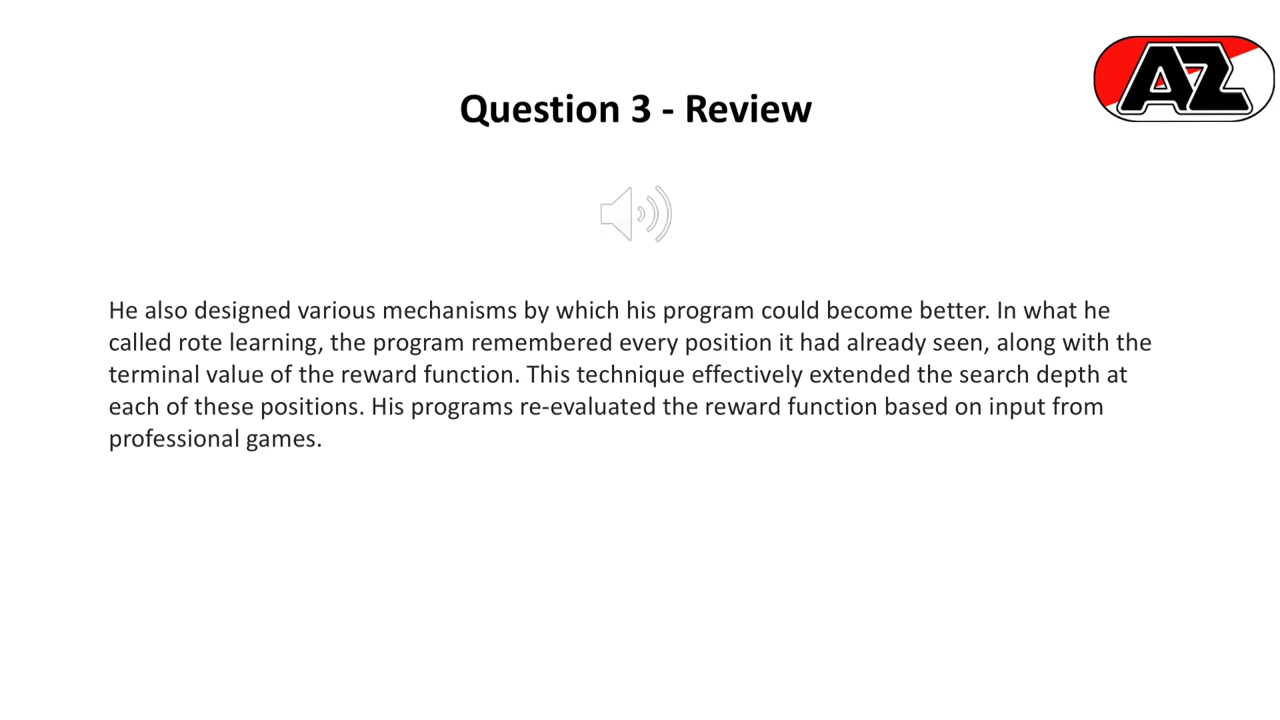 AZ
Question 3 - Review
He also designed various mechanisms by which his program could become better. In what he
called rote learning, the program remembered every position it had already seen, along with the
terminal value of the reward function. This technique effectively extended the search depth at
each of these positions. His programs re-evaluated the reward function based on input from
professional games.